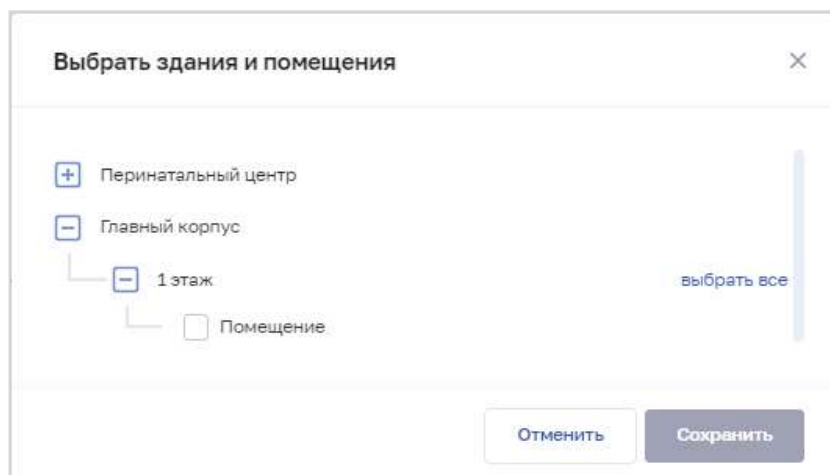 Выбрать здания и помещения
Перинатальный центр
Главный корпус
1 этаж
выбрать все
Помещение
Отменить
Сохранить